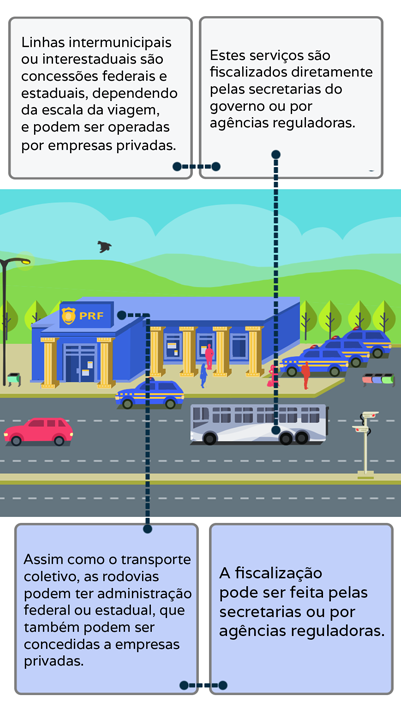 Linhas intermunicipais
ou interestaduais são
concessões federais e
estaduais, dependendo
da escala da viagem,
e podem ser operadas
por empresas privadas.
Estes serviços são
fiscalizados diretamente
pelas secretarias do
governo ou por
agências reguladoras.
PRF
Assim como o transporte
coletivo, as rodovias
podem ter administração
federal ou estadual, que
também podem ser
concedidas a empresas
privadas.
A fiscalização
pode ser feita pelas
secretarias ou por
agências reguladoras.